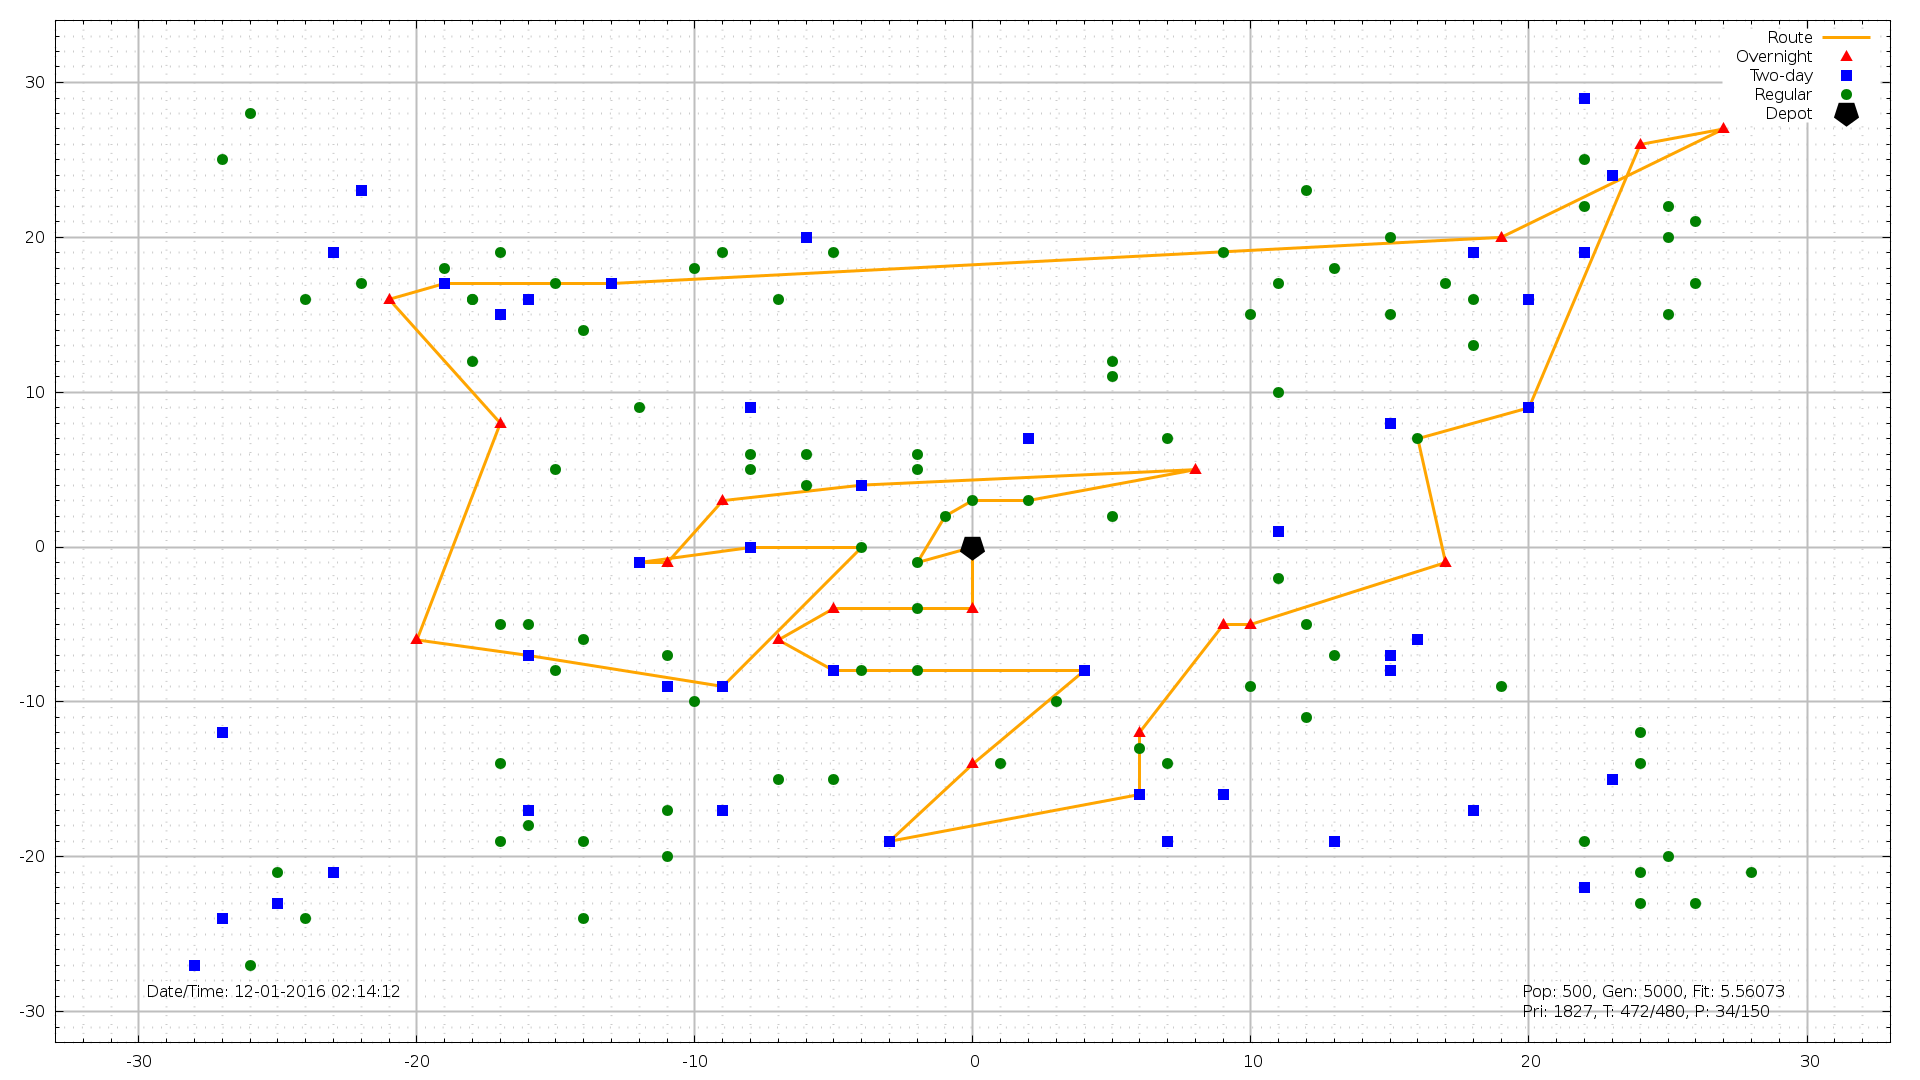 Route
Overnight
Two-day
Regular
Depot
30
20
10
0
-10
-20
-30
Date/Time: 12-01-2016 02:14:12
Pop: 500, Gen: 5000, Fit: 5.56073
Pri: 1827, T: 472/480, P: 34/150
-30 -20 -10 0 10 20 30